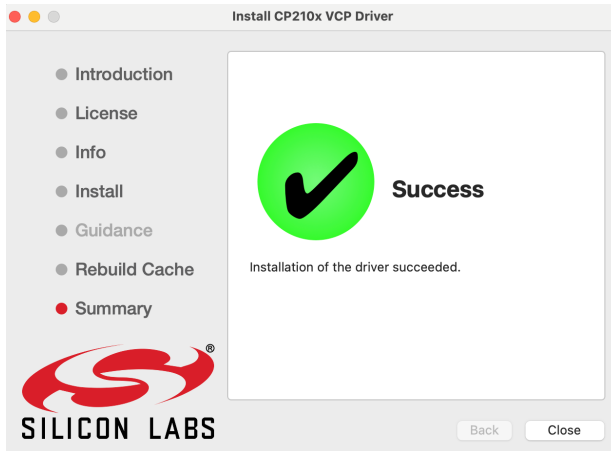 Install CP210x VCP Driver
Introduction
License
Info
Install
Guidance
Rebuild Cache
Summary
Success
Installation of the driver succeeded.
®
SILICON LABS
Back
Close